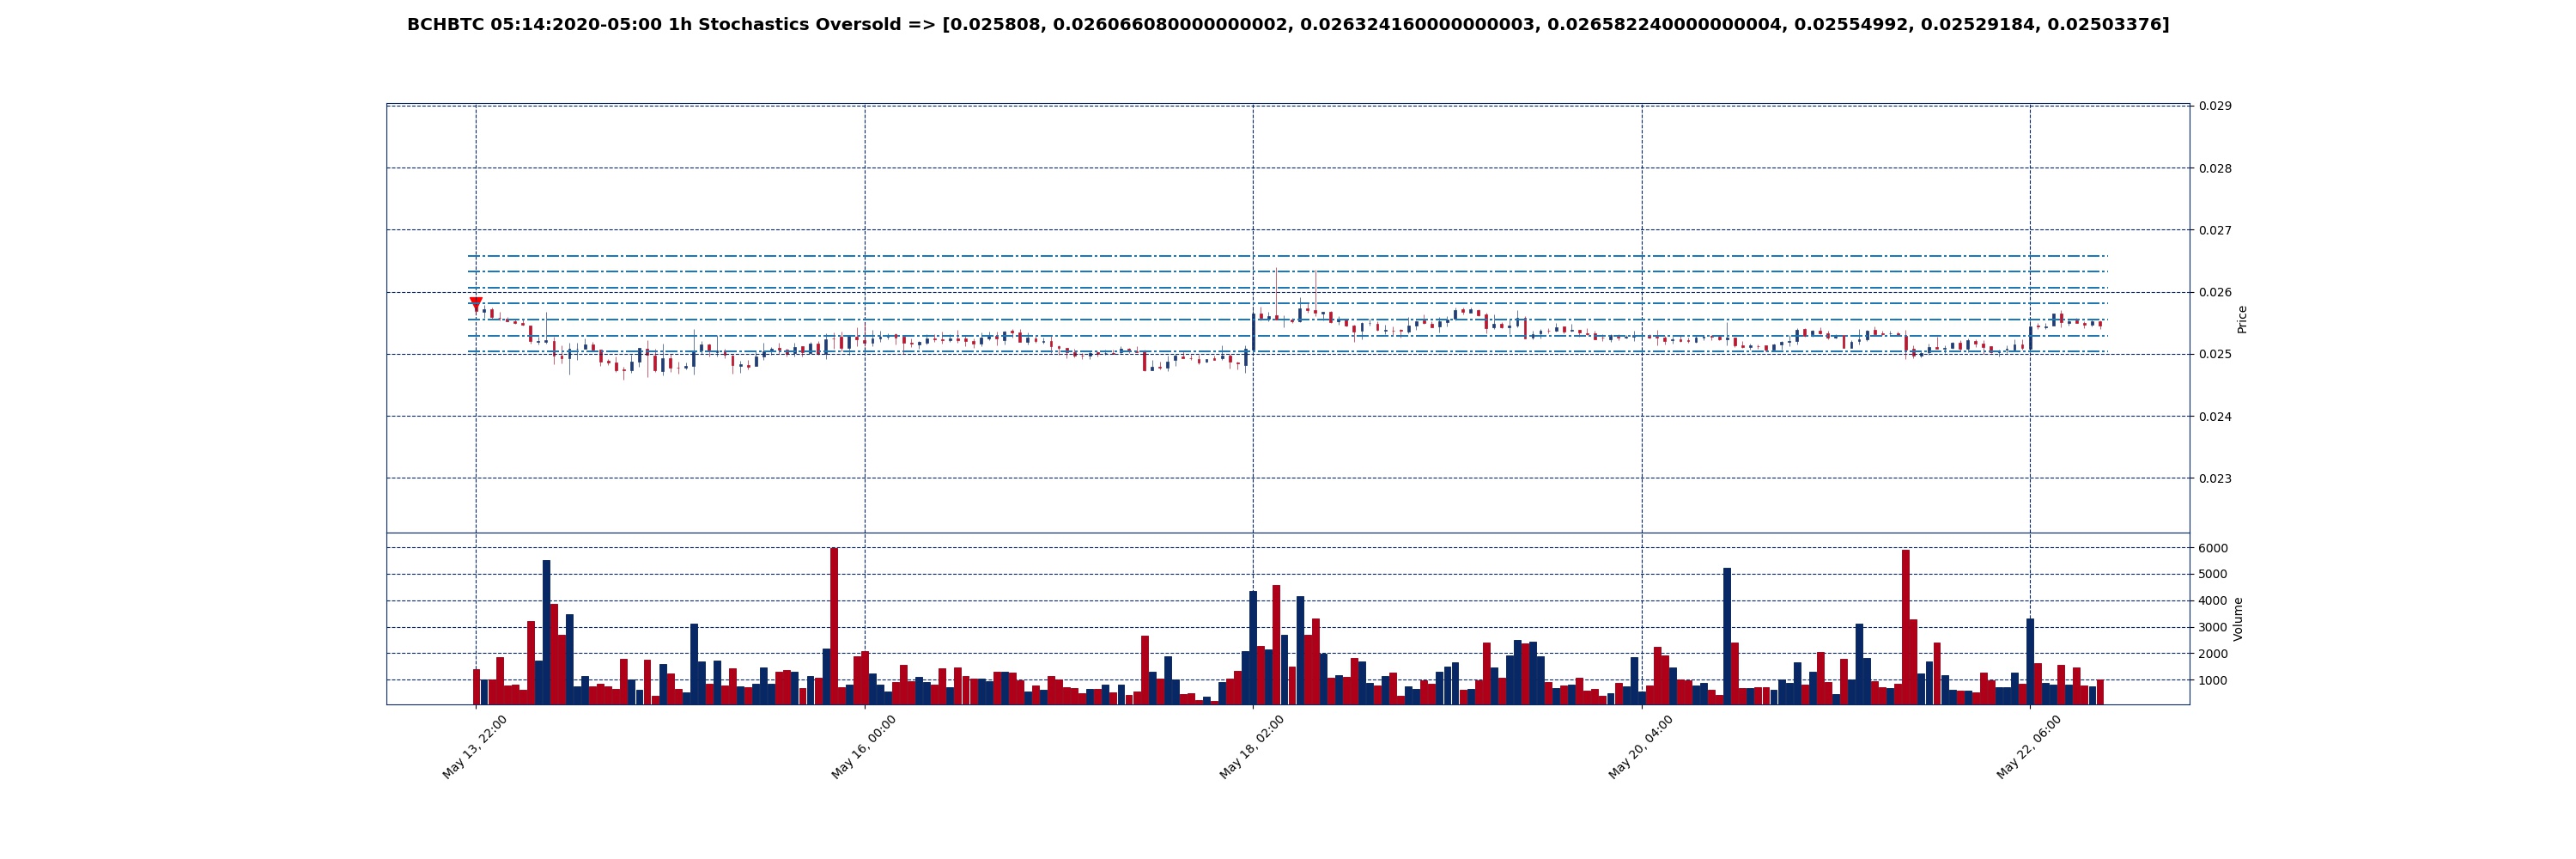 BCHBTC 05:14:2020-05:00 1h Stochastics Oversold => [0.025808, 0.026066080000000002, 0.026324160000000003, 0.026582240000000004, 0.02554992, 0.02529184, 0.02503376]
0.029
0.028
0.027
0.026
0.025
0.024
0.023
Price
6000
5000
4000
3000
2000
1000
Volume
May 13, 22:00
May 16, 00:00
May 18, 02:00
May 20, 04:00
May 22, 06:00